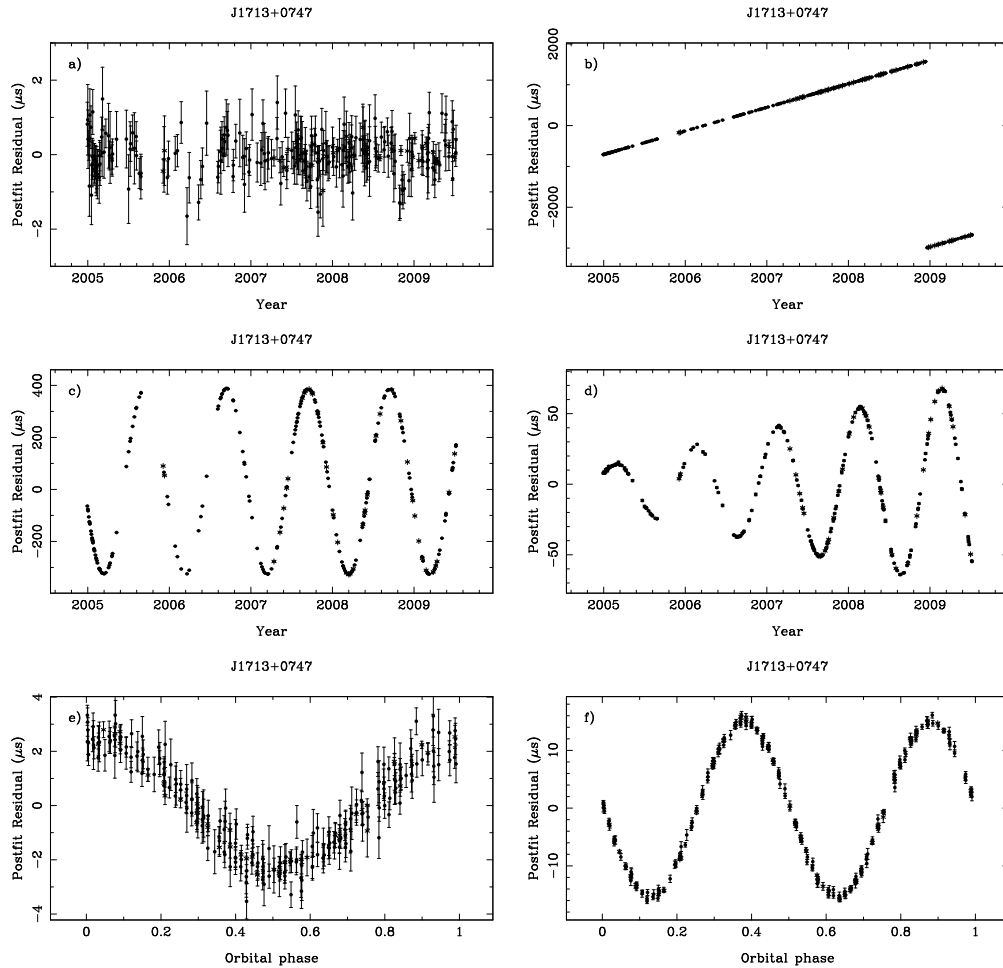 J1713+0747
J1713+0747
a)
b)
Postfit Residual (μs)
2
0
−2
Postfit Residual (μs)
2000
0
−2000
2005 2006 2007 2008 2009
2005 2006 2007 2008 2009
Year
Year
J1713+0747
J1713+0747
c)
d)
Postfit Residual (μs)
400
200
0
−200
Postfit Residual (μs)
50
0
−50
2005 2006 2007 2008 2009
2005 2006 2007 2008 2009
Year
Year
J1713+0747
J1713+0747
e)
f)
Postfit Residual (μs)
4
2
0
−2
−4
Postfit Residual (μs)
10
0
−10
0 0.2 0.4 0.6 0.8 1
0 0.2 0.4 0.6 0.8 1
Orbital phase
Orbital phase